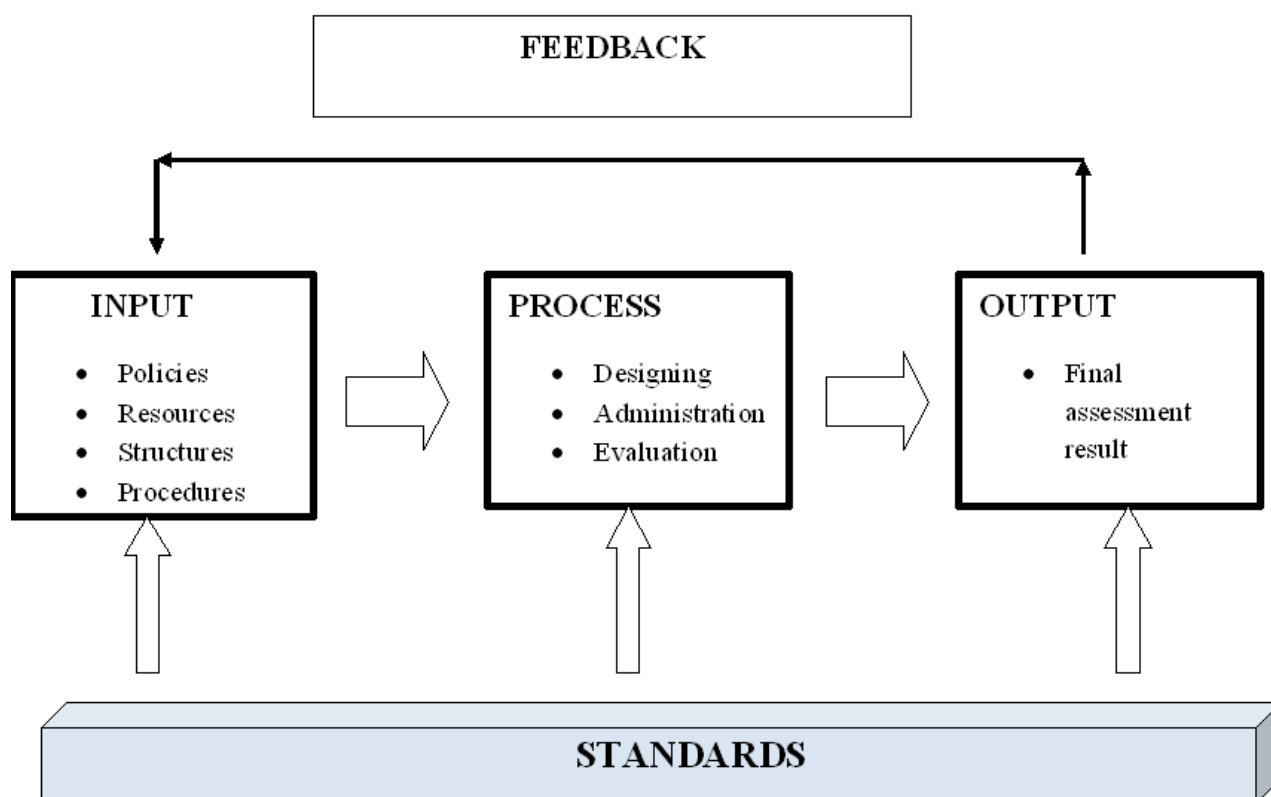 FEEDBACK
INPUT
• Policies
• Resources
• Structures
• Procedures
PROCESS
• Designing
• Administration
• Evaluation
OUTPUT
• Final
assessment
result
STANDARDS